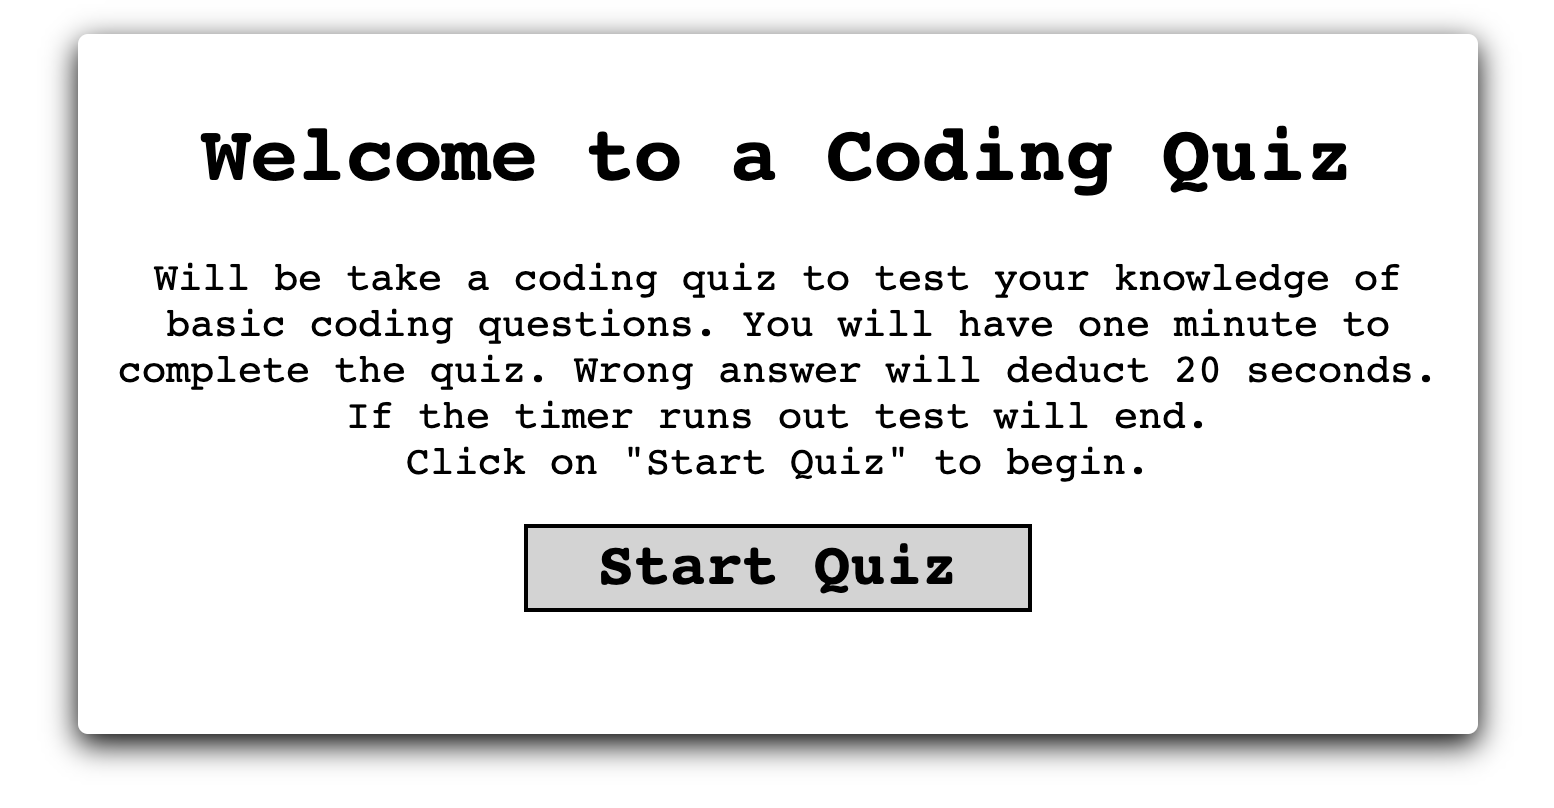 Welcome to a Coding Quiz
Will be take a coding quiz to test your knowledge of
basic coding questions. You will have one minute to
complete the quiz. Wrong answer will deduct 20 seconds.
If the timer runs out test will end.
Click on "Start Quiz" to begin.
Start Quiz